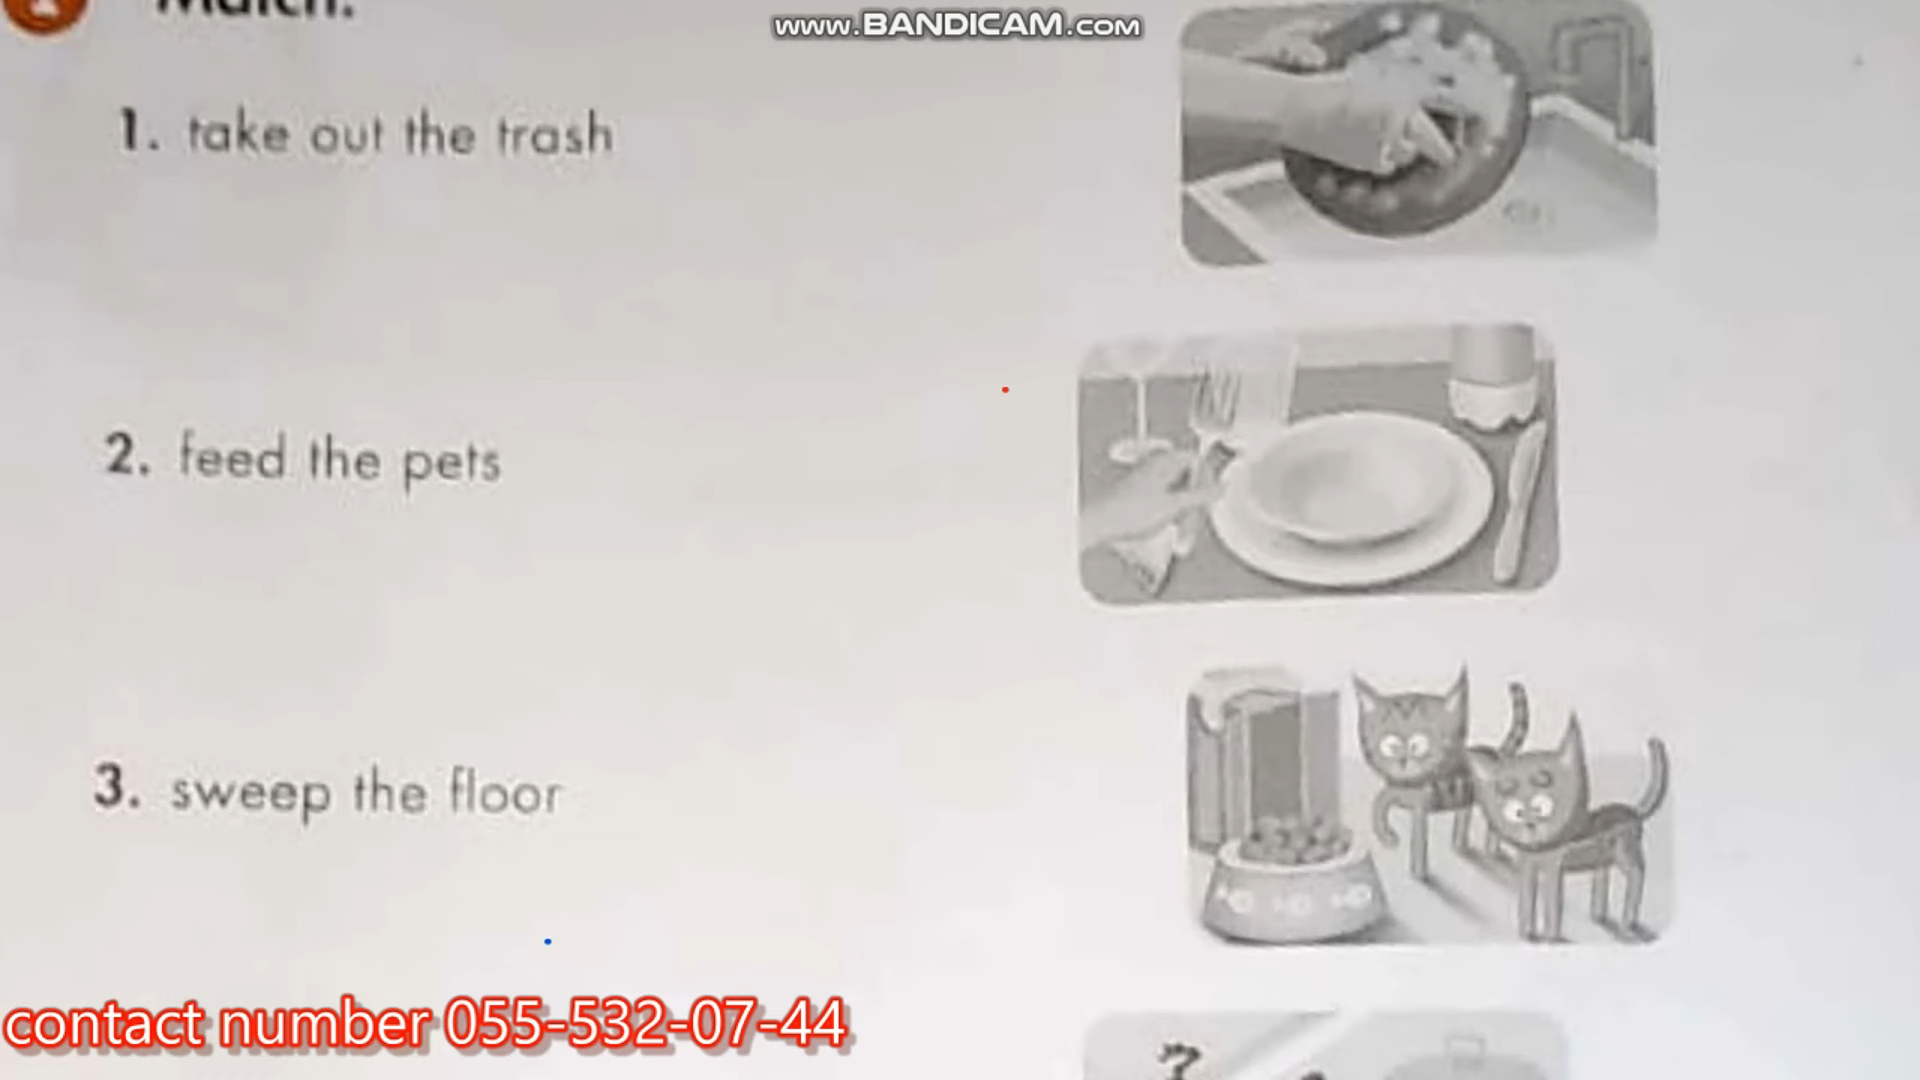 Match.
www.BANDICAM.com
1. take out the trash
2. feed the pets
3. sweep the floor
contact number 055-532-07-44